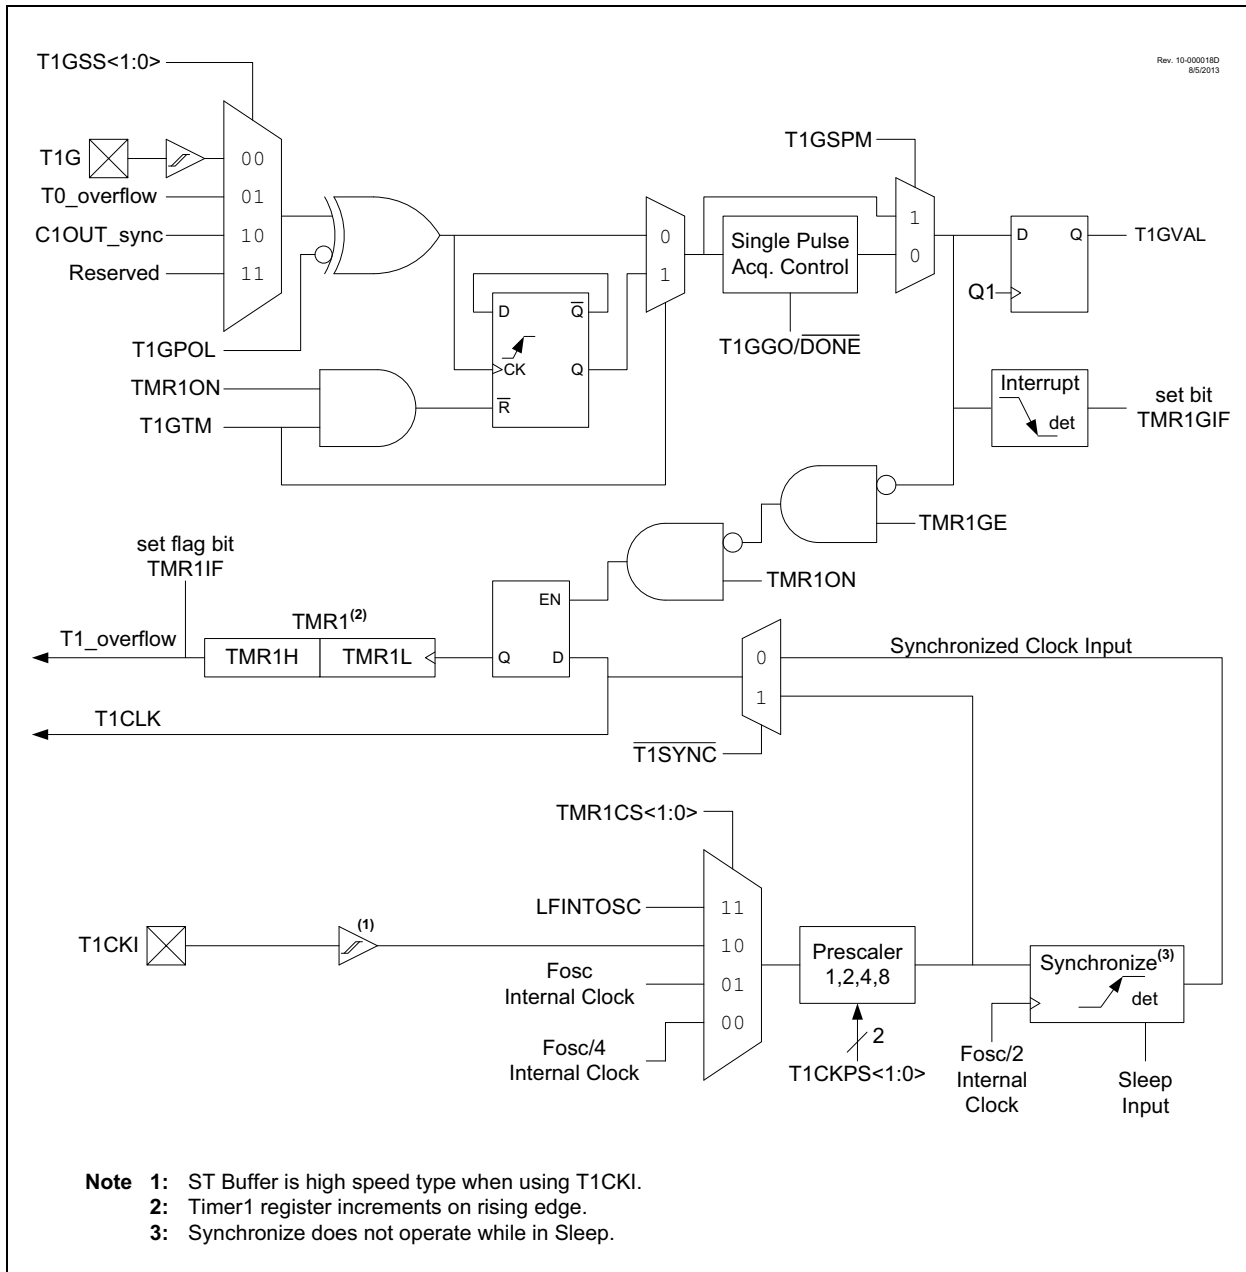 Rev. 10-000018D
8/5/2013
T1GSS<1:0>
T1G
00
T0_overflow
01
C1OUT_sync
10
Reserved
11
T1GPOL
TMR1ON
T1GTM
D
Q̅
CK
Q
R̅
0
1
Single Pulse
Acq. Control
T1GGO/D̅O̅N̅E̅
T1GSPM
1
0
D
Q
Q1
T1GVAL
Interrupt
det
set bit
TMR1GIF
TMR1GE
TMR1ON
set flag bit
TMR1IF
T1_overflow
TMR1(2)
TMR1H
TMR1L
EN
Q
D
T1CLK
0
1
Synchronized Clock Input
T̅1̅S̅Y̅N̅C̅
TMR1CS<1:0>
LFINTOSC
11
T1CKI
(1)
10
Fosc
Internal Clock
01
Fosc/4
Internal Clock
00
Prescaler
1,2,4,8
2
T1CKPS<1:0>
Synchronize(3)
det
Fosc/2
Internal
Clock
Sleep
Input
Note 1: ST Buffer is high speed type when using T1CKI.
2: Timer1 register increments on rising edge.
3: Synchronize does not operate while in Sleep.